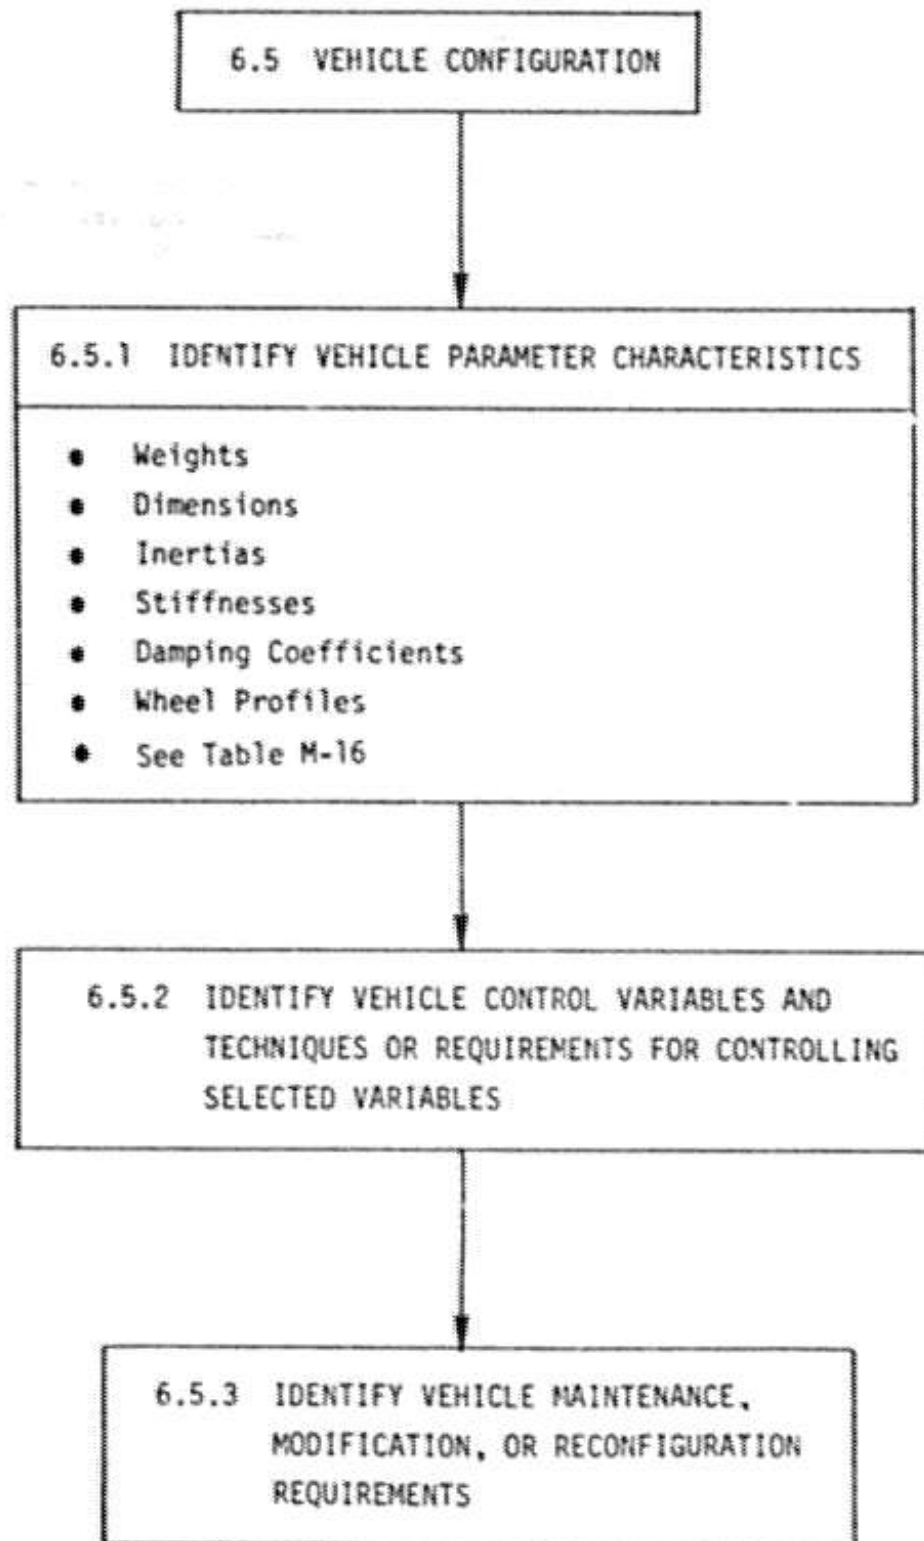 6.5 VEHICLE CONFIGURATION
6.5.1 IDENTIFY VEHICLE PARAMETER CHARACTERISTICS
• Weights
• Dimensions
• Inertias
• Stiffnesses
• Damping Coefficients
• Wheel Profiles
• See Table M-16
6.5.2 IDENTIFY VEHICLE CONTROL VARIABLES AND
TECHNIQUES OR REQUIREMENTS FOR CONTROLLING
SELECTED VARIABLES
6.5.3 IDENTIFY VEHICLE MAINTENANCE,
MODIFICATION, OR RECONFIGURATION
REQUIREMENTS